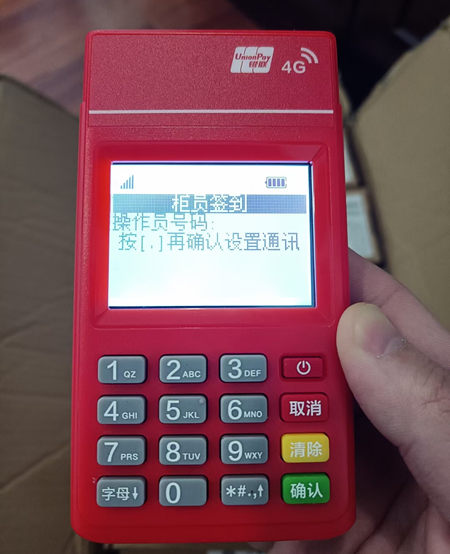 UnionPay
银联
4G
柜员签到
操作员号码:
按[.]再确认设置通讯
1 QZ 2 ABC 3 DEF
4 GHI 5 JKL 6 MNO 取消
7 PRS 8 TUV 9 WXY 清除
字母↓ 0 *#.,↑ 确认